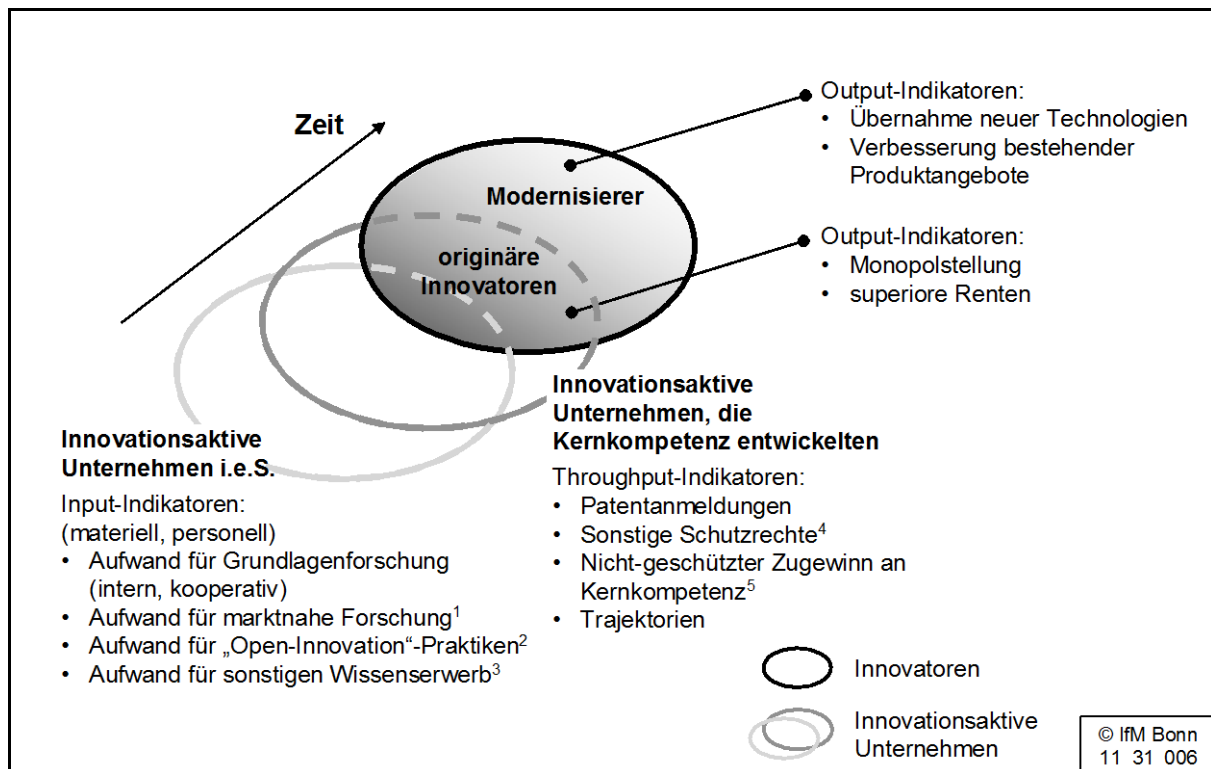 Zeit
Modernisierer
originäre
Innovatoren
Output-Indikatoren:
• Übernahme neuer Technologien
• Verbesserung bestehender
Produktangebote
Output-Indikatoren:
• Monopolstellung
• superiore Renten
Innovationsaktive
Unternehmen i.e.S.
Input-Indikatoren:
(materiell, personell)
• Aufwand für Grundlagenforschung
(intern, kooperativ)
• Aufwand für marktnahe Forschung¹
• Aufwand für „Open-Innovation“-Praktiken²
• Aufwand für sonstigen Wissenserwerb³
Innovationsaktive
Unternehmen, die
Kernkompetenz entwickelten
Throughput-Indikatoren:
• Patentanmeldungen
• Sonstige Schutzrechte⁴
• Nicht-geschützter Zugewinn an
Kernkompetenz⁵
• Trajektorien
Innovatoren
Innovationsaktive
Unternehmen
© IfM Bonn
11 31 006